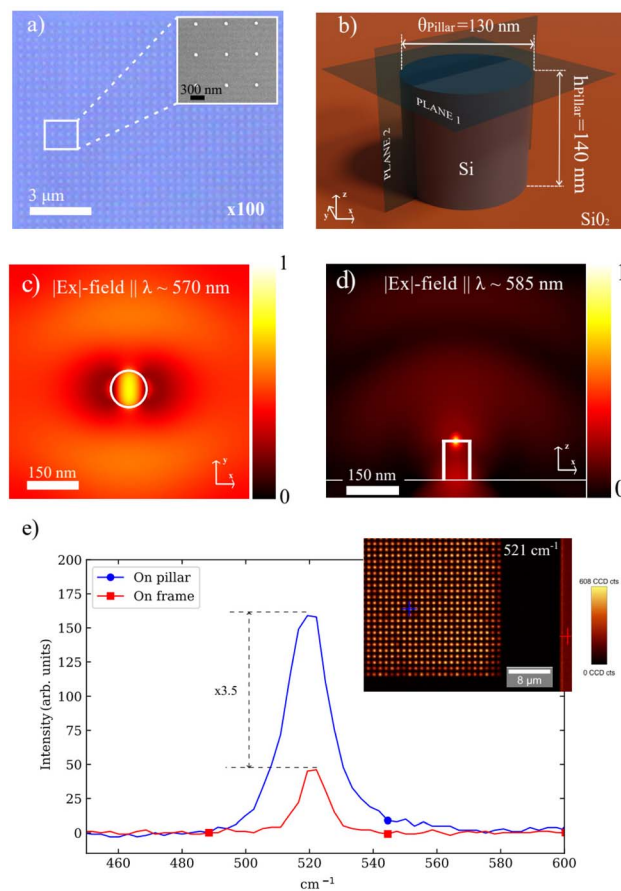 a)
300 nm
3 μm
x100
b)
θPillar=130 nm
PLANE 1
PLANE 2
hPillar=140 nm
Si
SiO₂
z
y
x
c)
|Ex|-field || λ ~ 570 nm
1
0
150 nm
y
x
d)
|Ex|-field || λ ~ 585 nm
1
0
150 nm
z
x
e)
200
175
150
125
100
75
50
25
0
Intensity (arb. units)
On pillar
On frame
x3.5
521 cm⁻¹
608 CCD cts
0 CCD cts
8 μm
460 480 500 520 540 560 580 600
cm⁻¹